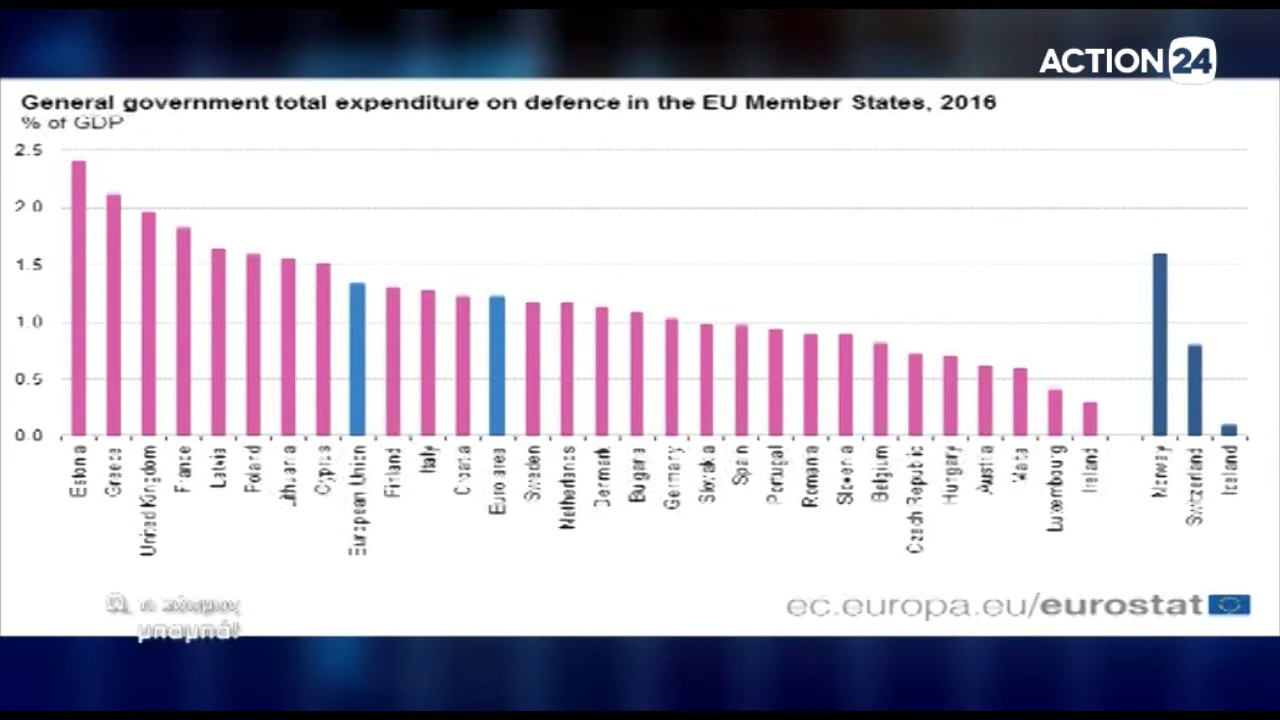 ACTION 24
General government total expenditure on defence in the EU Member States, 2016
% of GDP
2.5
2.0
1.5
1.0
0.5
0.0
Estonia
Greece
United Kingdom
France
Latvia
Poland
Lithuania
Cyprus
European Union
Finland
Italy
Croatia
Euro area
Sweden
Netherlands
Denmark
Bulgaria
Germany
Slovakia
Spain
Portugal
Romania
Slovenia
Belgium
Czech Republic
Hungary
Austria
Malta
Luxembourg
Ireland
Norway
Switzerland
Iceland
ec.europa.eu/eurostat